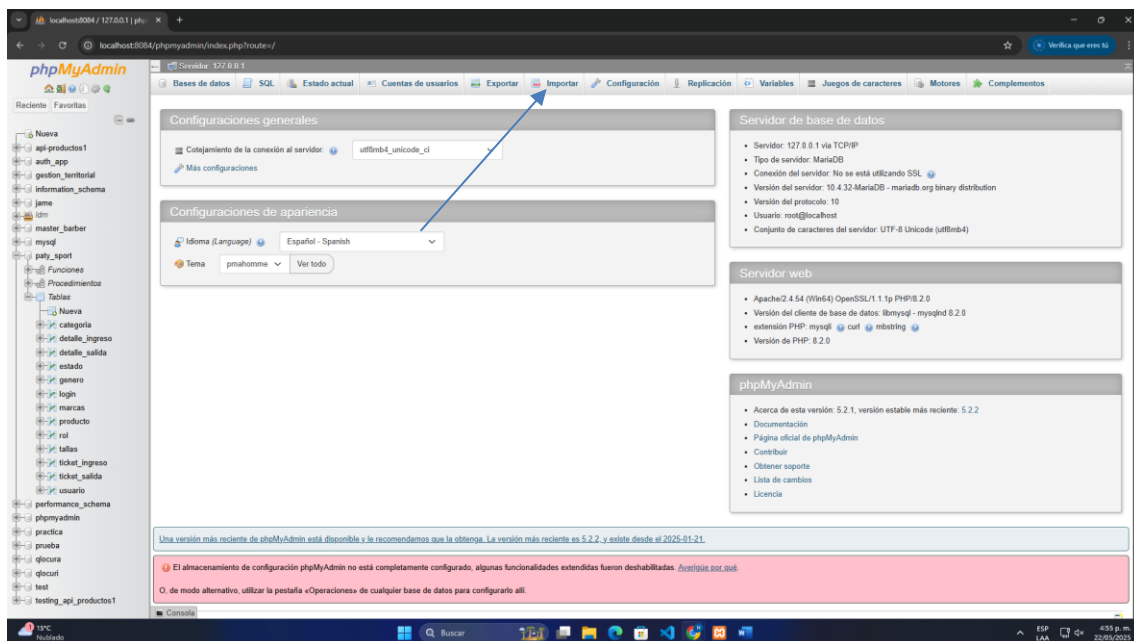 localhost:8084 / 127.0.0.1 | php
localhost:8084/phpmyadmin/index.php?route=/
Verifica que eres tú
phpMyAdmin
Reciente Favoritas
Nueva
api-productos1
auth_app
gestion_territorial
information_schema
jame
ldm
master_barber
mysql
paty_sport
Funciones
Procedimientos
Tablas
Nueva
categoria
detalle_ingreso
detalle_salida
estado
genero
login
marcas
producto
rol
tallas
ticket_ingreso
ticket_salida
usuario
performance_schema
phpmyadmin
practica
prueba
qlocura
qlocuri
test
testing_api_productos1
Servidor: 127.0.0.1
Bases de datos SQL Estado actual Cuentas de usuarios Exportar Importar Configuración Replicación Variables Juegos de caracteres Motores Complementos
Configuraciones generales
Cotejamiento de la conexión al servidor: utf8mb4_unicode_ci
Más configuraciones
Configuraciones de apariencia
Idioma (Language) Español - Spanish
Tema pmahomme Ver todo
Servidor de base de datos
Servidor: 127.0.0.1 via TCP/IP
Tipo de servidor: MariaDB
Conexión del servidor: No se está utilizando SSL
Versión del servidor: 10.4.32-MariaDB - mariadb.org binary distribution
Versión del protocolo: 10
Usuario: root@localhost
Conjunto de caracteres del servidor: UTF-8 Unicode (utf8mb4)
Servidor web
Apache/2.4.54 (Win64) OpenSSL/1.1.1p PHP/8.2.0
Versión del cliente de base de datos: libmysql - mysqlnd 8.2.0
extensión PHP: mysqli curl mbstring
Versión de PHP: 8.2.0
phpMyAdmin
Acerca de esta versión: 5.2.1, versión estable más reciente: 5.2.2
Documentación
Página oficial de phpMyAdmin
Contribuir
Obtener soporte
Lista de cambios
Licencia
Una versión más reciente de phpMyAdmin está disponible y le recomendamos que la obtenga. La versión más reciente es 5.2.2, y existe desde el 2025-01-21.
El almacenamiento de configuración phpMyAdmin no está completamente configurado, algunas funcionalidades extendidas fueron deshabilitadas. Averigüe por qué.
O, de modo alternativo, utilizar la pestaña «Operaciones» de cualquier base de datos para configurarlo allí.
Consola
15°C
Nublado
Buscar
ESP
LAA
4:55 p. m.
22/05/2025